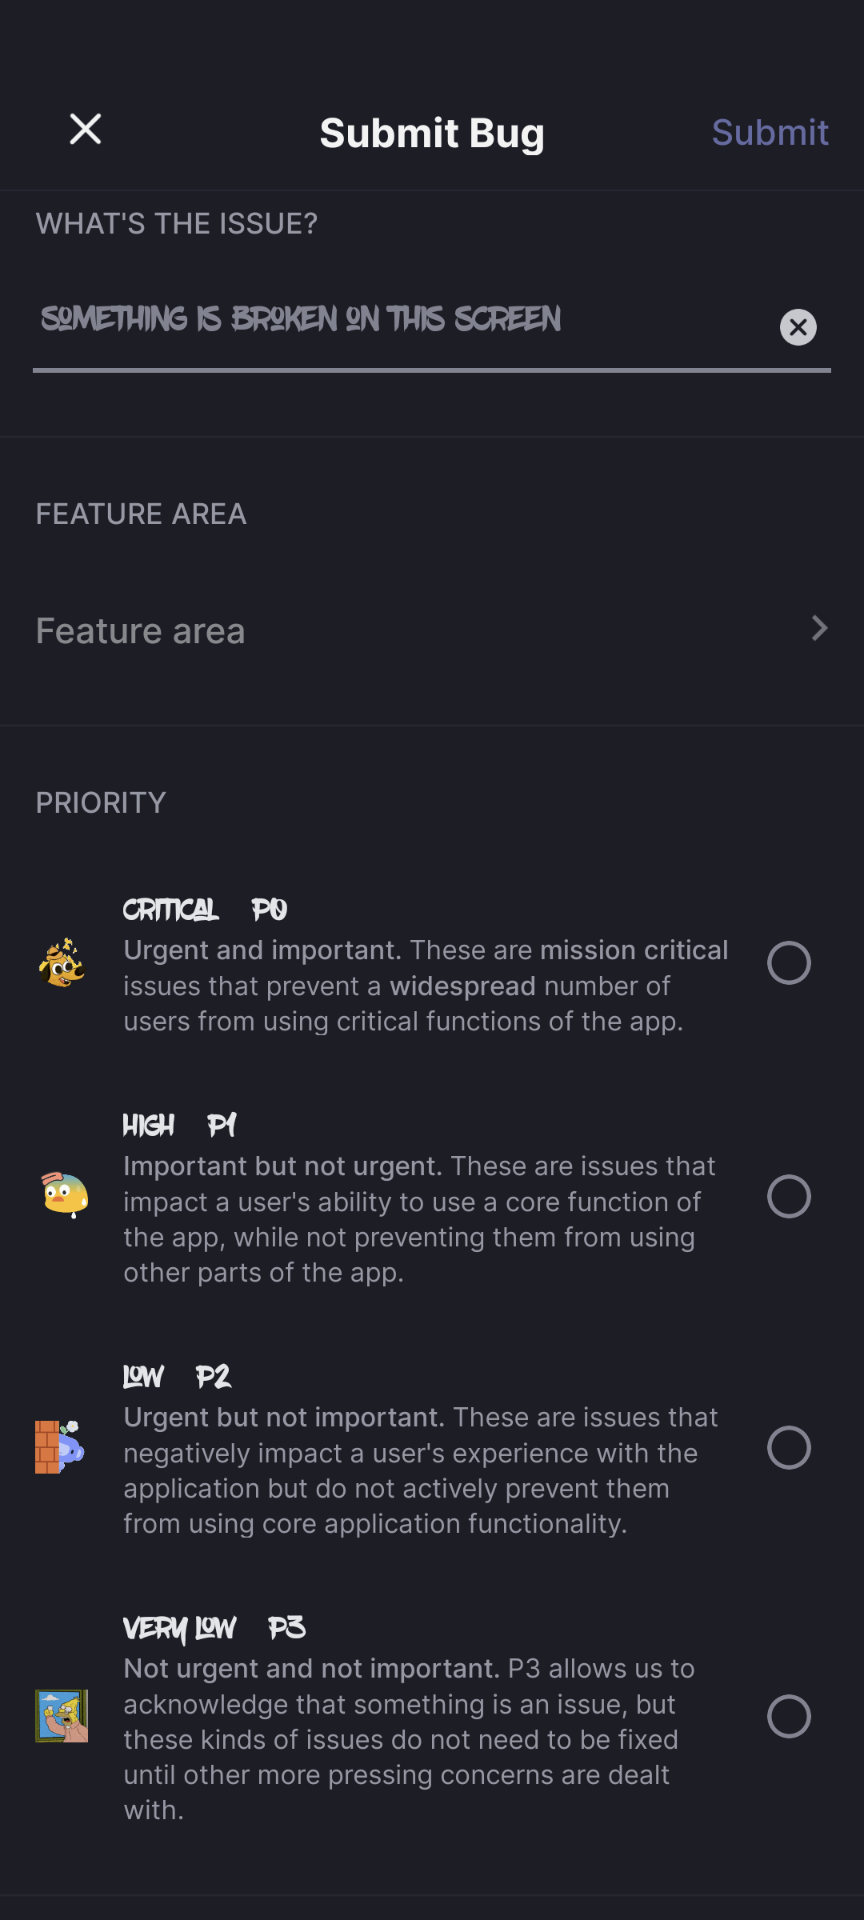 Submit Bug
Submit
WHAT'S THE ISSUE?
SOMETHING IS BROKEN ON THIS SCREEN
FEATURE AREA
Feature area
PRIORITY
CRITICAL P0
Urgent and important. These are mission critical
issues that prevent a widespread number of
users from using critical functions of the app.
HIGH P1
Important but not urgent. These are issues that
impact a user's ability to use a core function of
the app, while not preventing them from using
other parts of the app.
LOW P2
Urgent but not important. These are issues that
negatively impact a user's experience with the
application but do not actively prevent them
from using core application functionality.
VERY LOW P3
Not urgent and not important. P3 allows us to
acknowledge that something is an issue, but
these kinds of issues do not need to be fixed
until other more pressing concerns are dealt
with.